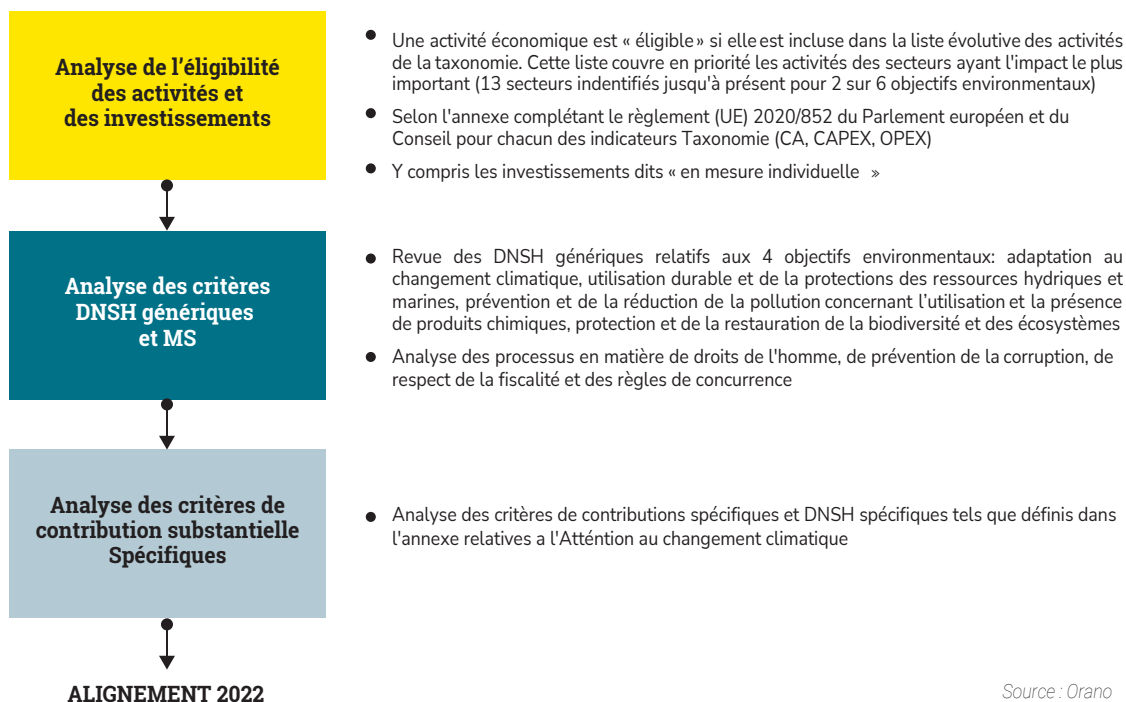 Analyse de l’éligibilité
des activités et
des investissements
● Une activité économique est « éligible » si elle est incluse dans la liste évolutive des activités
de la taxonomie. Cette liste couvre en priorité les activités des secteurs ayant l'impact le plus
important (13 secteurs indentifiés jusqu'à présent pour 2 sur 6 objectifs environmentaux)
● Selon l'annexe complétant le règlement (UE) 2020/852 du Parlement européen et du
Conseil pour chacun des indicateurs Taxonomie (CA, CAPEX, OPEX)
● Y compris les investissements dits « en mesure individuelle »
Analyse des critères
DNSH génériques
et MS
● Revue des DNSH génériques relatifs aux 4 objectifs environmentaux: adaptation au
changement climatique, utilisation durable et de la protections des ressources hydriques et
marines, prévention et de la réduction de la pollution concernant l’utilisation et la présence
de produits chimiques, protection et de la restauration de la biodiversité et des écosystèmes
● Analyse des processus en matière de droits de l'homme, de prévention de la corruption, de
respect de la fiscalité et des règles de concurrence
Analyse des critères de
contribution substantielle
Spécifiques
● Analyse des critères de contributions spécifiques et DNSH spécifiques tels que définis dans
l'annexe relatives a l'Atténtion au changement climatique
ALIGNEMENT 2022
Source : Orano